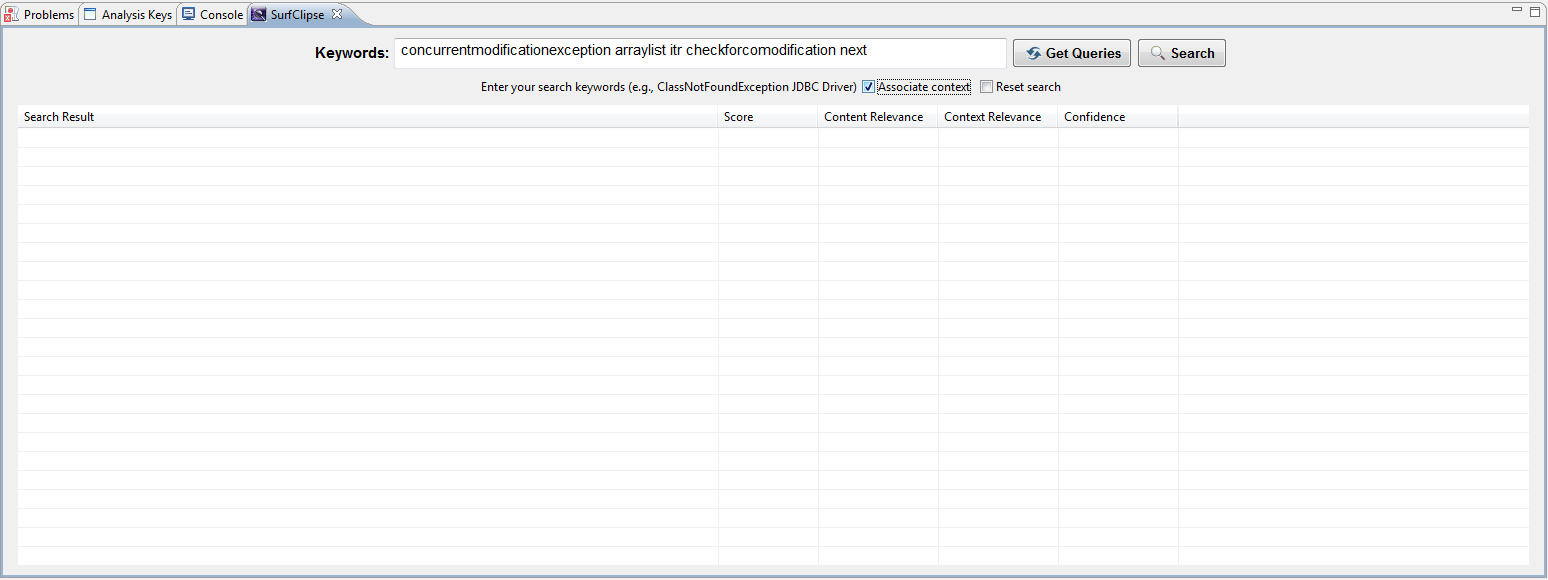 Problems Analysis Keys Console SurfClipse
Keywords: concurrentmodificationexception arraylist itr checkforcomodification next Get Queries Search
Enter your search keywords (e.g., ClassNotFoundException JDBC Driver) Associate context Reset search
Search Result Score Content Relevance Context Relevance Confidence